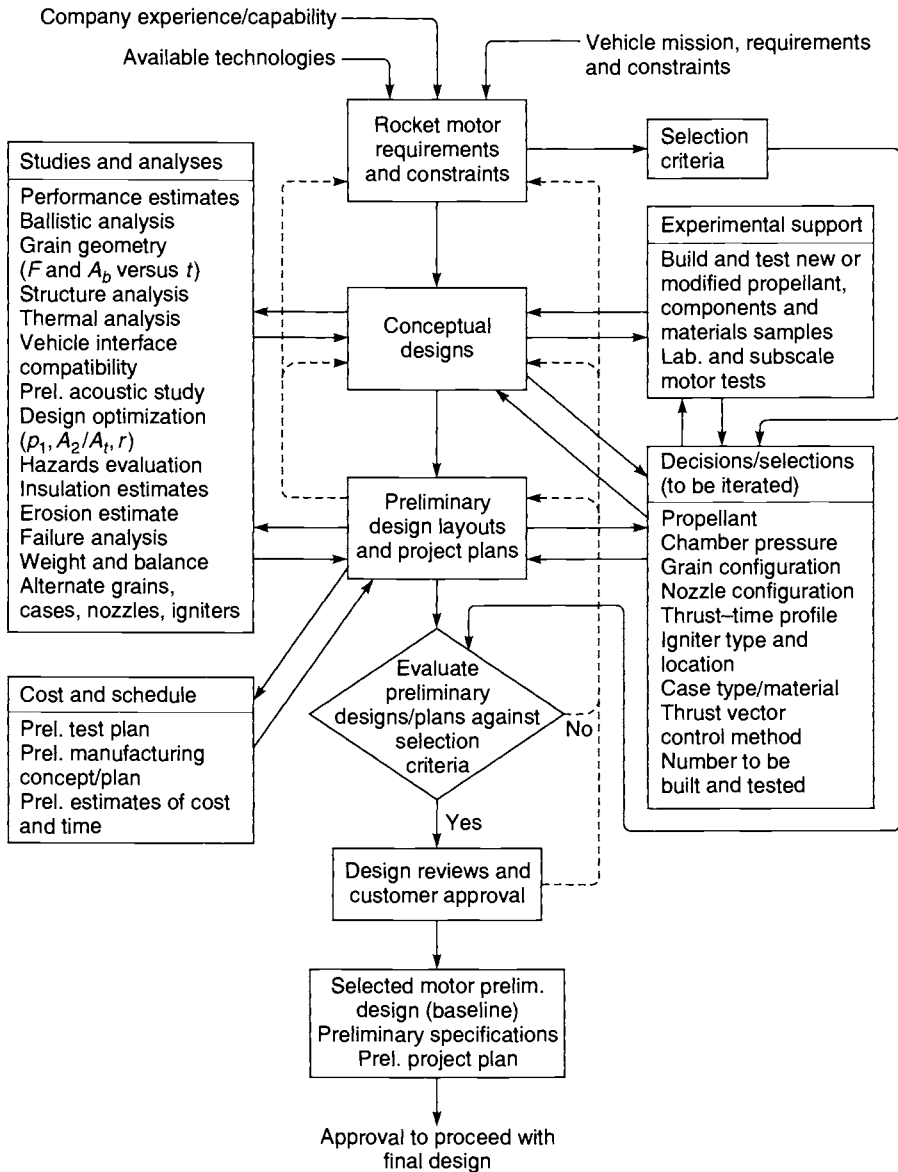 Company experience/capability
Available technologies
Vehicle mission, requirements
and constraints
Rocket motor
requirements
and constraints
Selection
criteria
Studies and analyses
Performance estimates
Ballistic analysis
Grain geometry
(F and A_b versus t)
Structure analysis
Thermal analysis
Vehicle interface
compatibility
Prel. acoustic study
Design optimization
(p₁, A₂/A_t, r)
Hazards evaluation
Insulation estimates
Erosion estimate
Failure analysis
Weight and balance
Alternate grains,
cases, nozzles, igniters
Experimental support
Build and test new or
modified propellant,
components and
materials samples
Lab. and subscale
motor tests
Conceptual
designs
Decisions/selections
(to be iterated)
Propellant
Chamber pressure
Grain configuration
Nozzle configuration
Thrust–time profile
Igniter type and
location
Case type/material
Thrust vector
control method
Number to be
built and tested
Preliminary
design layouts
and project plans
Cost and schedule
Prel. test plan
Prel. manufacturing
concept/plan
Prel. estimates of cost
and time
Evaluate
preliminary
designs/plans against
selection
criteria
No
Yes
Design reviews and
customer approval
Selected motor prelim.
design (baseline)
Preliminary specifications
Prel. project plan
Approval to proceed with
final design